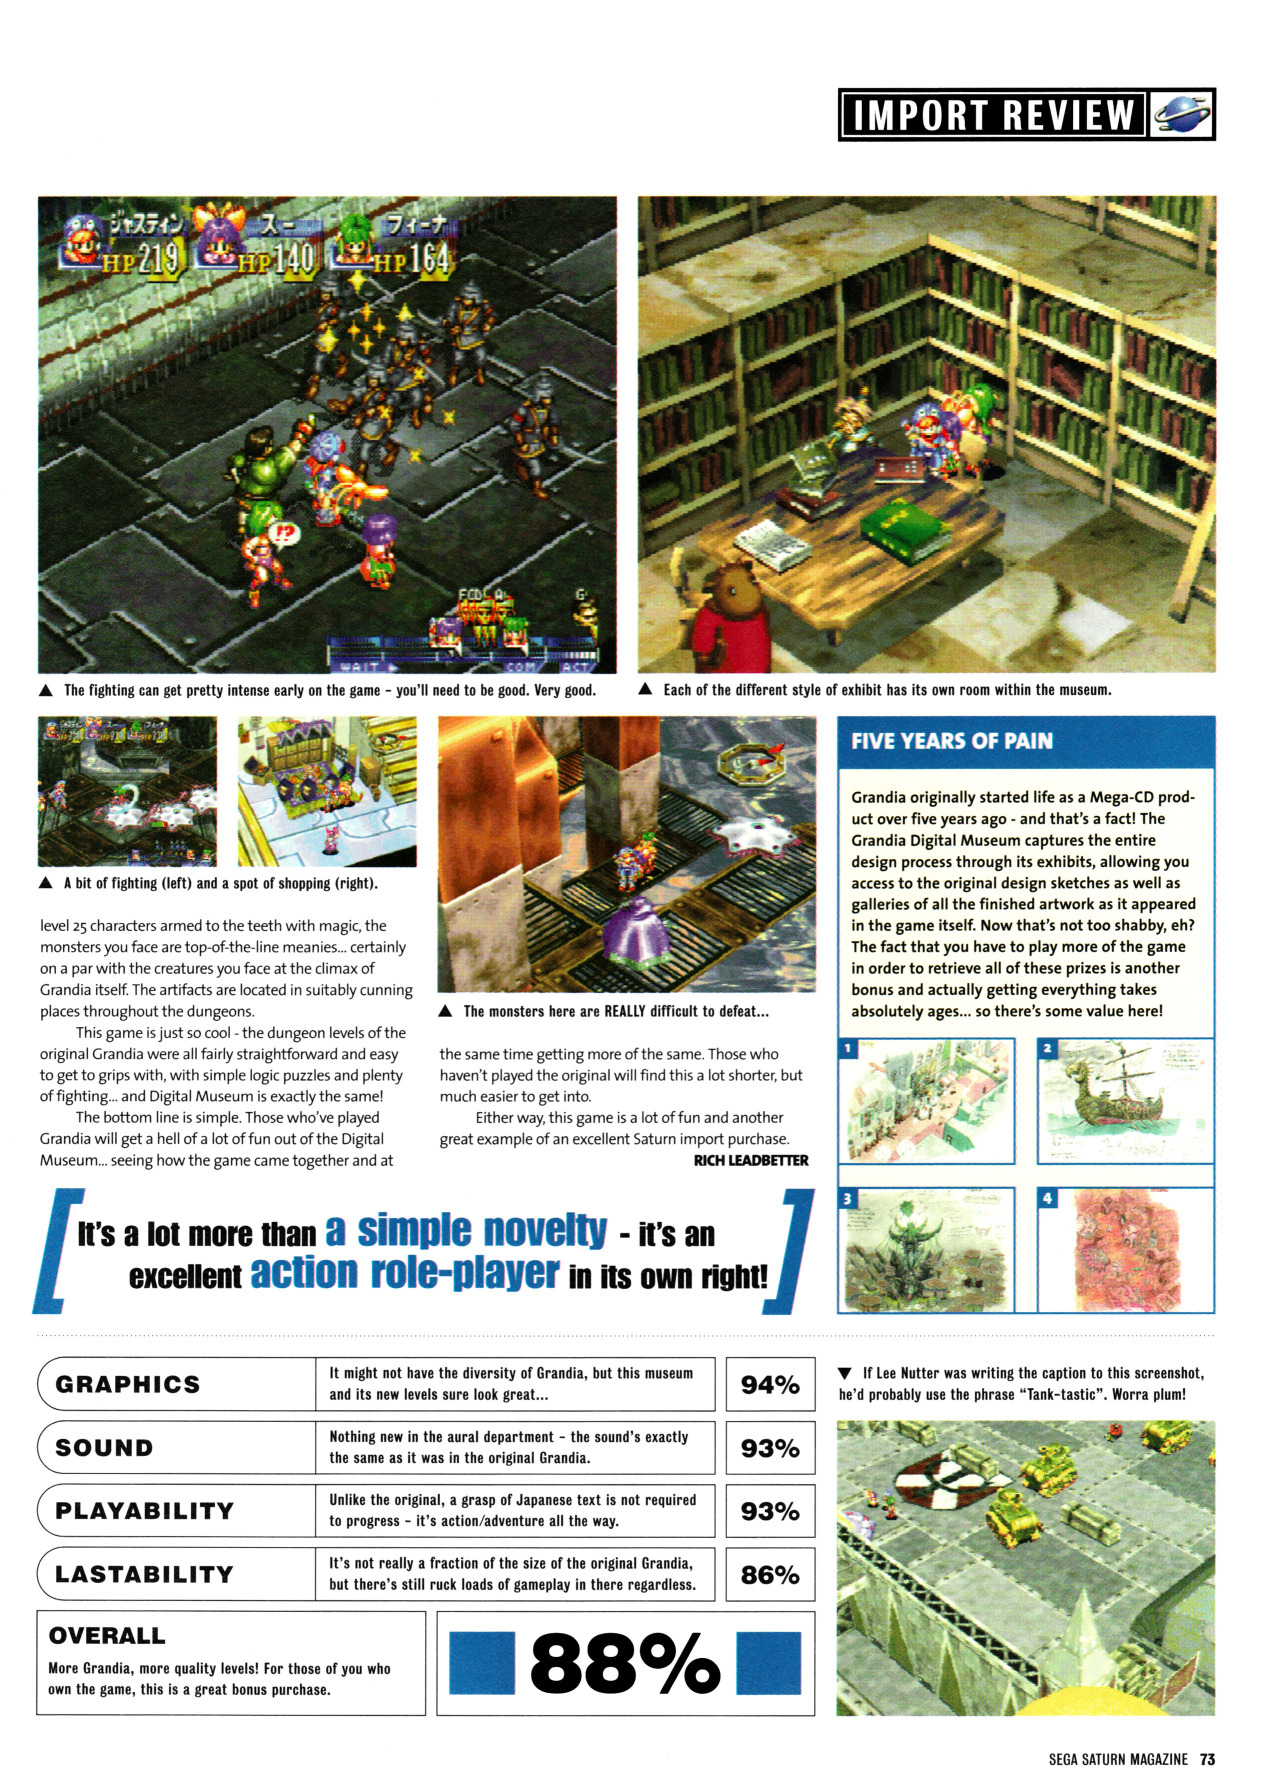 IMPORT REVIEW
ジャスティン スー フィーナ
HP219 HP140 HP164
!?
WAIT COM ACT
▲ The fighting can get pretty intense early on the game - you'll need to be good. Very good.
▲ Each of the different style of exhibit has its own room within the museum.
▲ A bit of fighting (left) and a spot of shopping (right).
level 25 characters armed to the teeth with magic, the
monsters you face are top-of-the-line meanies... certainly
on a par with the creatures you face at the climax of
Grandia itself. The artifacts are located in suitably cunning
places throughout the dungeons.
This game is just so cool - the dungeon levels of the
original Grandia were all fairly straightforward and easy
to get to grips with, with simple logic puzzles and plenty
of fighting... and Digital Museum is exactly the same!
The bottom line is simple. Those who've played
Grandia will get a hell of a lot of fun out of the Digital
Museum... seeing how the game came together and at
▲ The monsters here are REALLY difficult to defeat...
the same time getting more of the same. Those who
haven't played the original will find this a lot shorter, but
much easier to get into.
Either way, this game is a lot of fun and another
great example of an excellent Saturn import purchase.
RICH LEADBETTER
FIVE YEARS OF PAIN
Grandia originally started life as a Mega-CD prod-
uct over five years ago - and that's a fact! The
Grandia Digital Museum captures the entire
design process through its exhibits, allowing you
access to the original design sketches as well as
galleries of all the finished artwork as it appeared
in the game itself. Now that's not too shabby, eh?
The fact that you have to play more of the game
in order to retrieve all of these prizes is another
bonus and actually getting everything takes
absolutely ages... so there's some value here!
1
2
3
4
[It's a lot more than a simple novelty - it's an
excellent action role-player in its own right!]
GRAPHICS
It might not have the diversity of Grandia, but this museum
and its new levels sure look great...
94%
SOUND
Nothing new in the aural department - the sound's exactly
the same as it was in the original Grandia.
93%
PLAYABILITY
Unlike the original, a grasp of Japanese text is not required
to progress - it's action/adventure all the way.
93%
LASTABILITY
It's not really a fraction of the size of the original Grandia,
but there's still ruck loads of gameplay in there regardless.
86%
OVERALL
More Grandia, more quality levels! For those of you who
own the game, this is a great bonus purchase.
88%
▼ If Lee Nutter was writing the caption to this screenshot,
he'd probably use the phrase “Tank-tastic”. Worra plum!
SEGA SATURN MAGAZINE 73